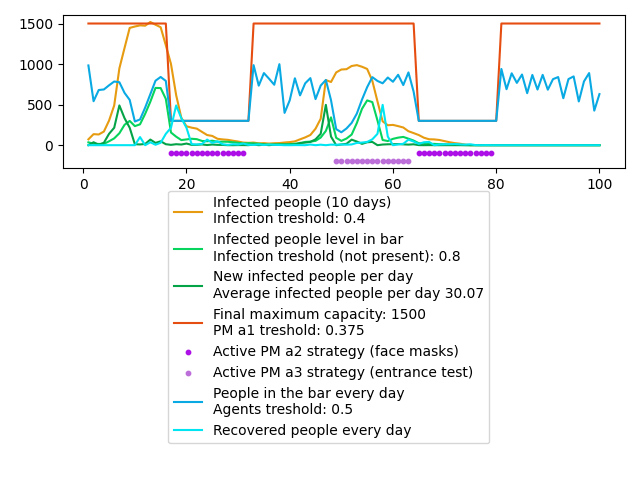 1500
1000
500
0
0 20 40 60 80 100
Infected people (10 days)
Infection treshold: 0.4
Infected people level in bar
Infection treshold (not present): 0.8
New infected people per day
Average infected people per day 30.07
Final maximum capacity: 1500
PM a1 treshold: 0.375
Active PM a2 strategy (face masks)
Active PM a3 strategy (entrance test)
People in the bar every day
Agents treshold: 0.5
Recovered people every day